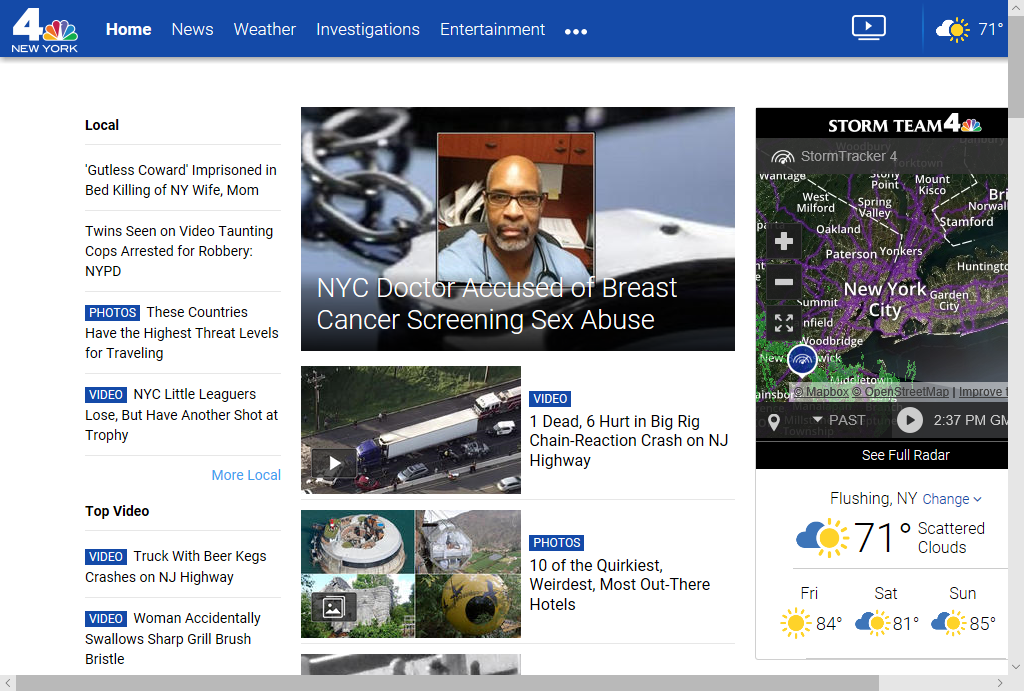 4
NEW YORK
Home
News
Weather
Investigations
Entertainment
71°
Local
'Gutless Coward' Imprisoned in
Bed Killing of NY Wife, Mom
Twins Seen on Video Taunting
Cops Arrested for Robbery:
NYPD
PHOTOS These Countries
Have the Highest Threat Levels
for Traveling
VIDEO NYC Little Leaguers
Lose, But Have Another Shot at
Trophy
More Local
Top Video
VIDEO Truck With Beer Kegs
Crashes on NJ Highway
VIDEO Woman Accidentally
Swallows Sharp Grill Brush
Bristle
NYC Doctor Accused of Breast
Cancer Screening Sex Abuse
VIDEO
1 Dead, 6 Hurt in Big Rig
Chain-Reaction Crash on NJ
Highway
PHOTOS
10 of the Quirkiest,
Weirdest, Most Out-There
Hotels
STORM TEAM 4
StormTracker 4
Yorktown
Wantage
Stony
Point
Mount
Kisco
West
Milford
Spring
Valley
Norwal
Stamford
Oakland
Paterson
Yonkers
Huntingto
New York
City
Garden
City
Summit
Woodbridge
Middletown
© Mapbox © OpenStreetMap | Improve t
PAST
2:37 PM GM
See Full Radar
Flushing, NY Change
71°
Scattered
Clouds
Fri
Sat
Sun
84°
81°
85°